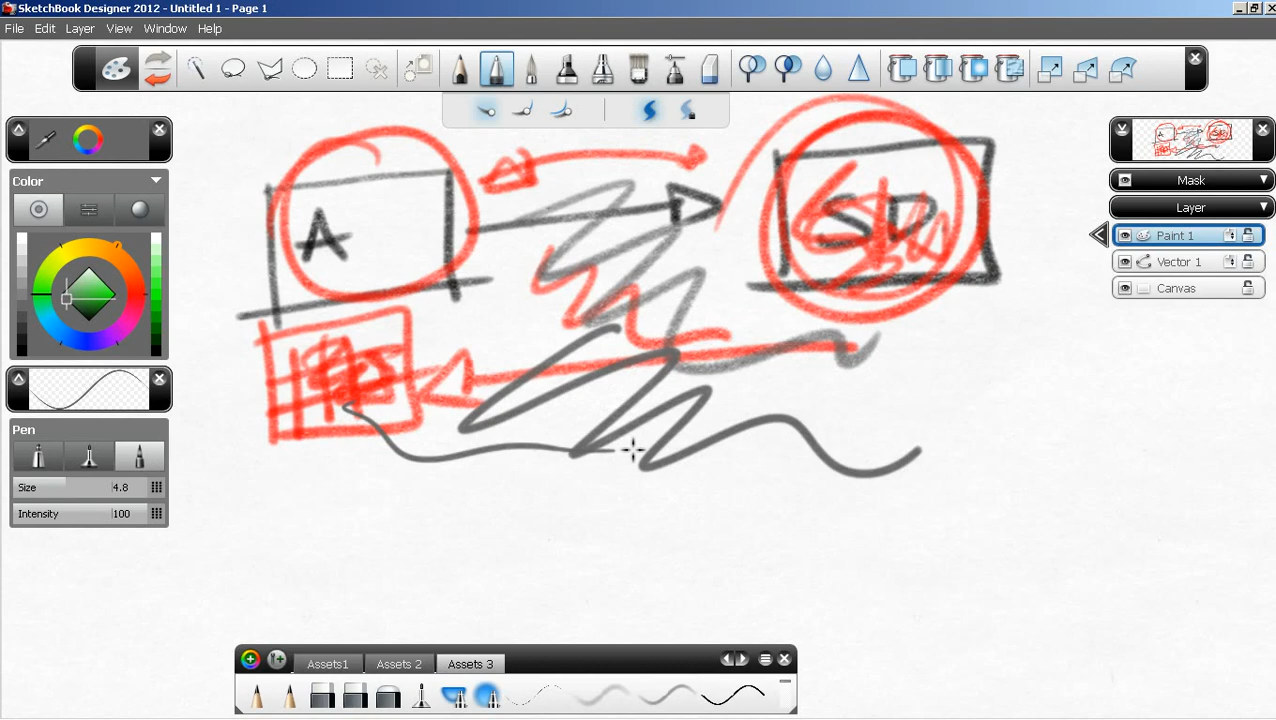 SketchBook Designer 2012 - Untitled 1 - Page 1
File Edit Layer View Window Help
Color
Mask
Layer
Paint 1
Vector 1
Canvas
A
SD
Pen
Size 4.8
Intensity 100
Assets1 Assets 2 Assets 3